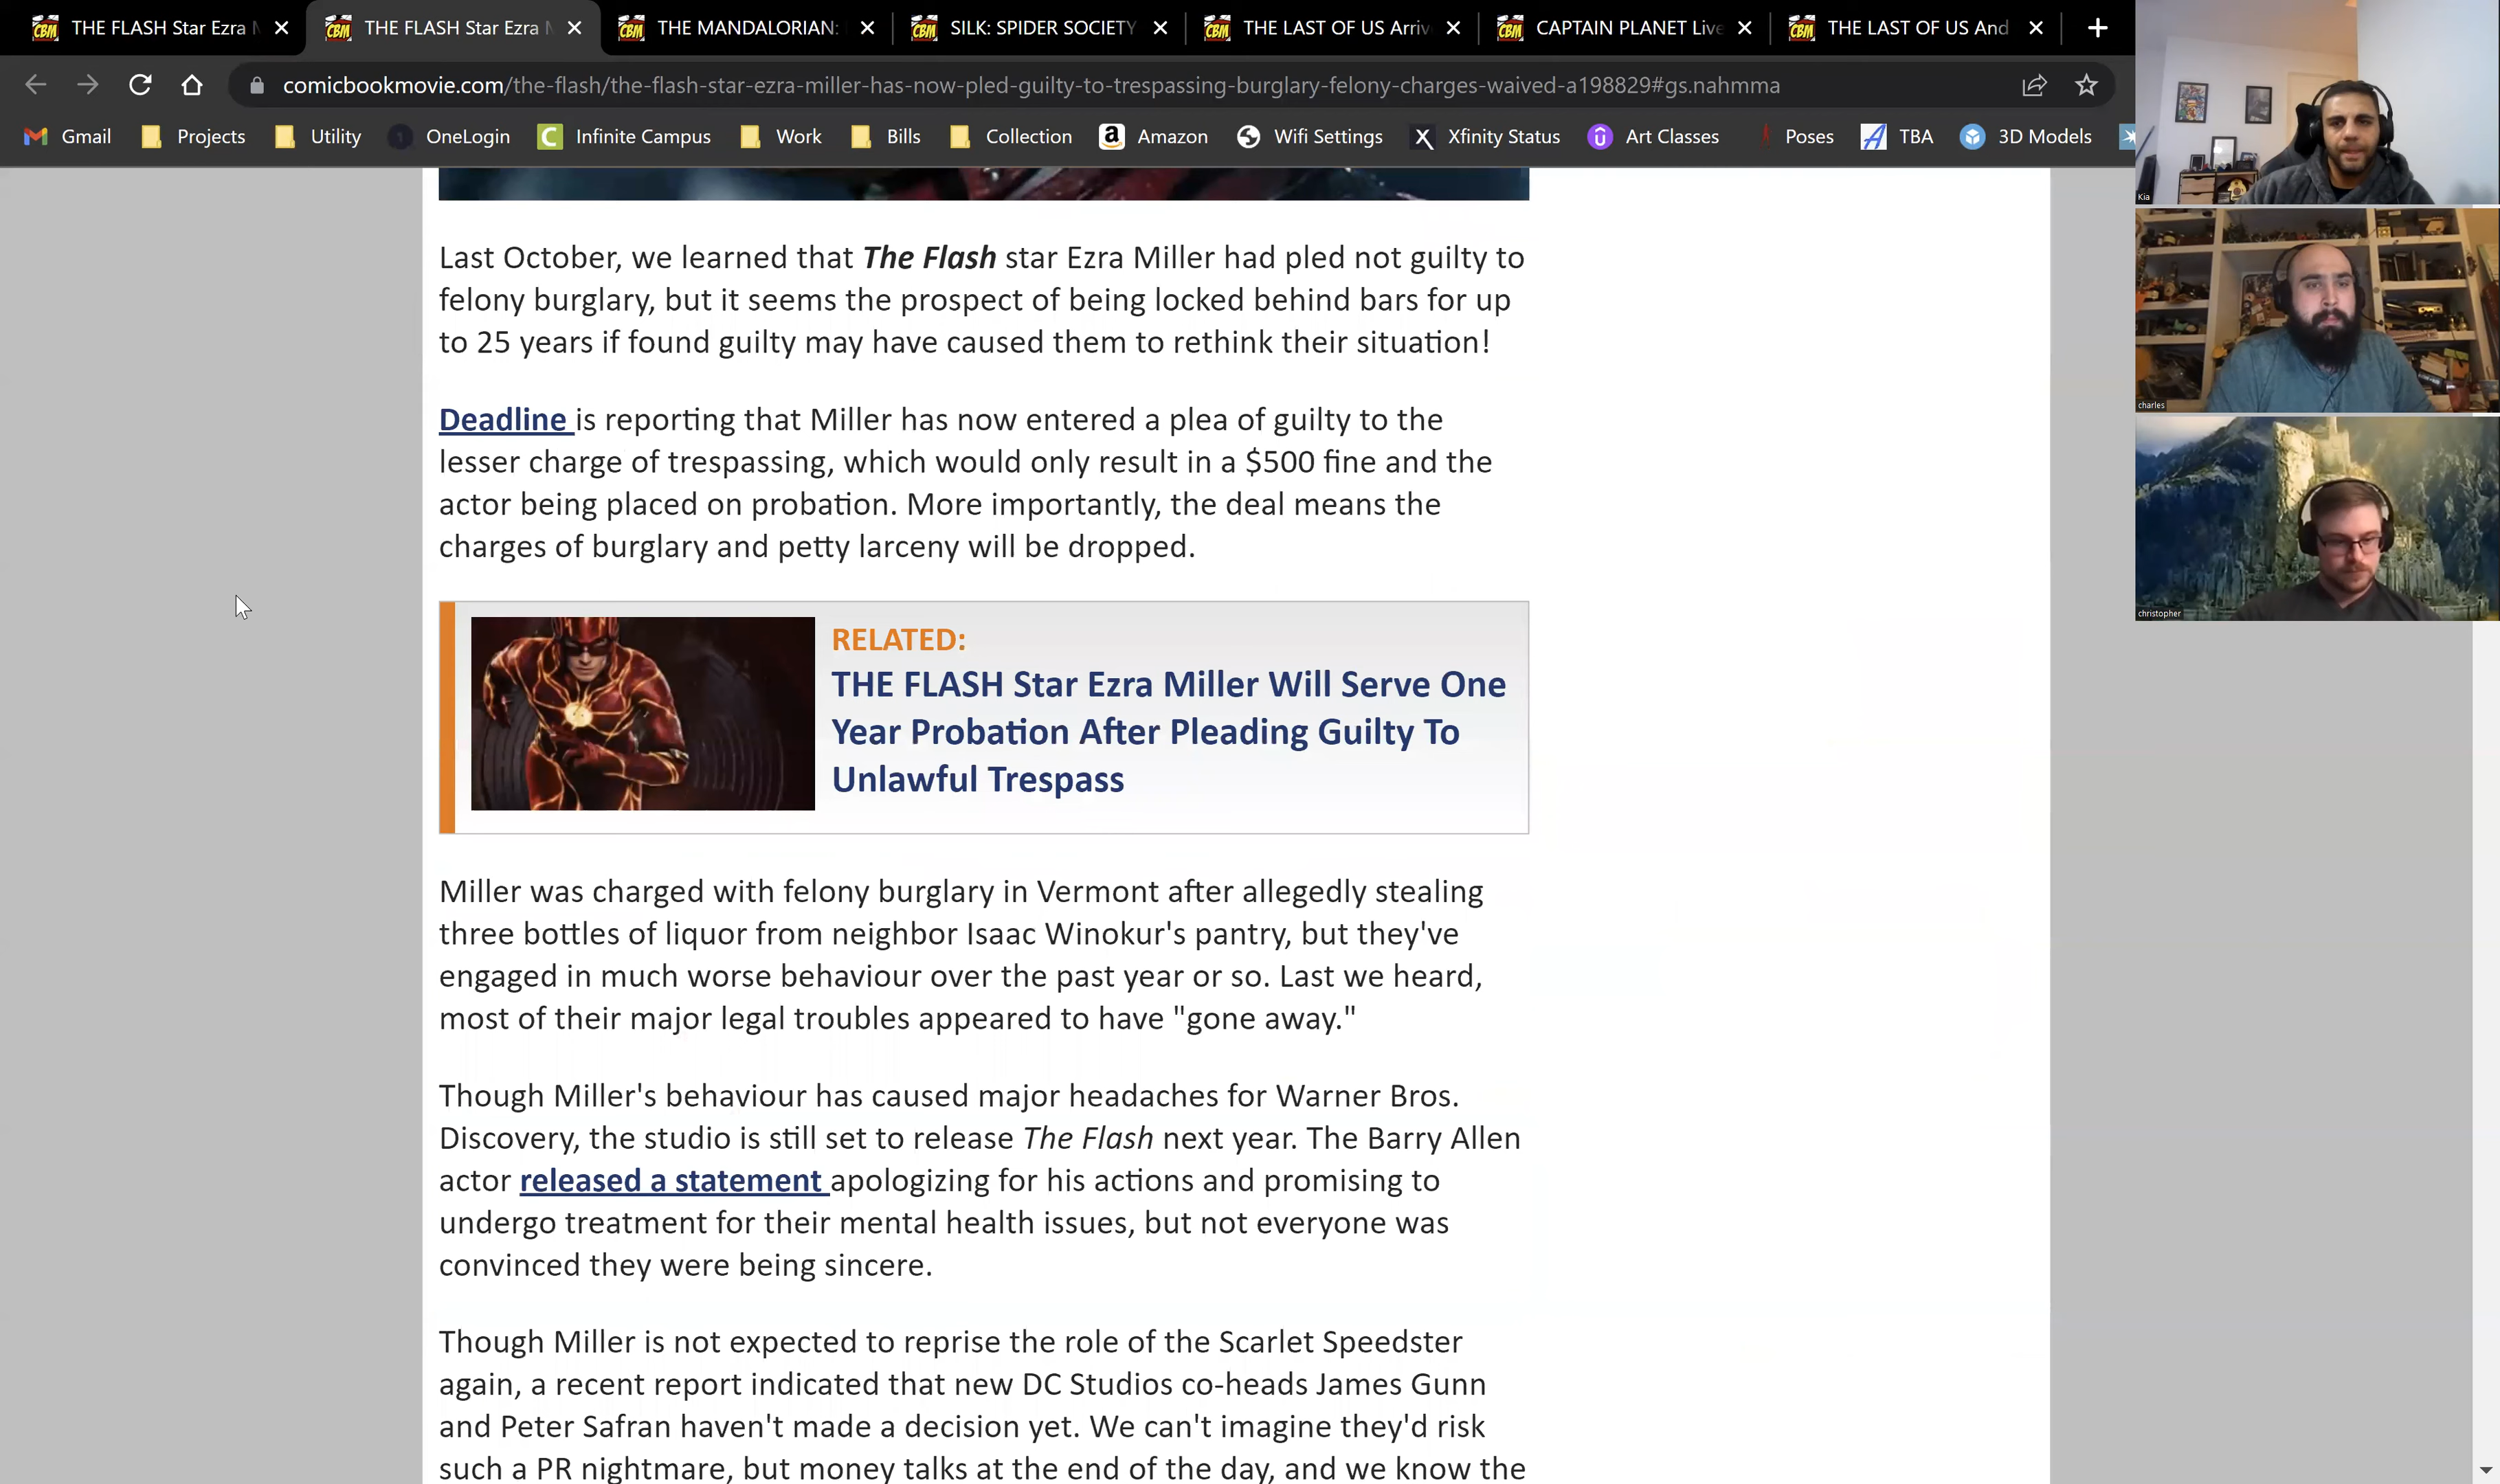 THE FLASH Star Ezra
THE FLASH Star Ezra
THE MANDALORIAN:
SILK: SPIDER SOCIETY
THE LAST OF US Arriv
CAPTAIN PLANET Live
THE LAST OF US And
comicbookmovie.com/the-flash/the-flash-star-ezra-miller-has-now-pled-guilty-to-trespassing-burglary-felony-charges-waived-a198829#gs.nahmma
Gmail Projects Utility OneLogin Infinite Campus Work Bills Collection Amazon Wifi Settings Xfinity Status Art Classes Poses TBA 3D Models
Kia
charles
christopher
Last October, we learned that The Flash star Ezra Miller had pled not guilty to
felony burglary, but it seems the prospect of being locked behind bars for up
to 25 years if found guilty may have caused them to rethink their situation!
Deadline is reporting that Miller has now entered a plea of guilty to the
lesser charge of trespassing, which would only result in a $500 fine and the
actor being placed on probation. More importantly, the deal means the
charges of burglary and petty larceny will be dropped.
RELATED:
THE FLASH Star Ezra Miller Will Serve One
Year Probation After Pleading Guilty To
Unlawful Trespass
Miller was charged with felony burglary in Vermont after allegedly stealing
three bottles of liquor from neighbor Isaac Winokur's pantry, but they've
engaged in much worse behaviour over the past year or so. Last we heard,
most of their major legal troubles appeared to have "gone away."
Though Miller's behaviour has caused major headaches for Warner Bros.
Discovery, the studio is still set to release The Flash next year. The Barry Allen
actor released a statement apologizing for his actions and promising to
undergo treatment for their mental health issues, but not everyone was
convinced they were being sincere.
Though Miller is not expected to reprise the role of the Scarlet Speedster
again, a recent report indicated that new DC Studios co-heads James Gunn
and Peter Safran haven't made a decision yet. We can't imagine they'd risk
such a PR nightmare, but money talks at the end of the day, and we know the